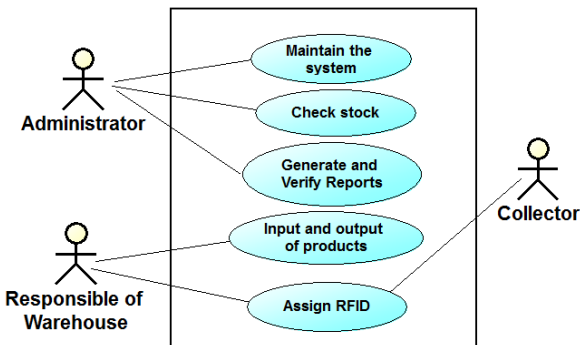 Maintain the
system
Administrator
Check stock
Generate and
Verify Reports
Collector
Input and output
of products
Responsible of
Warehouse
Assign RFID